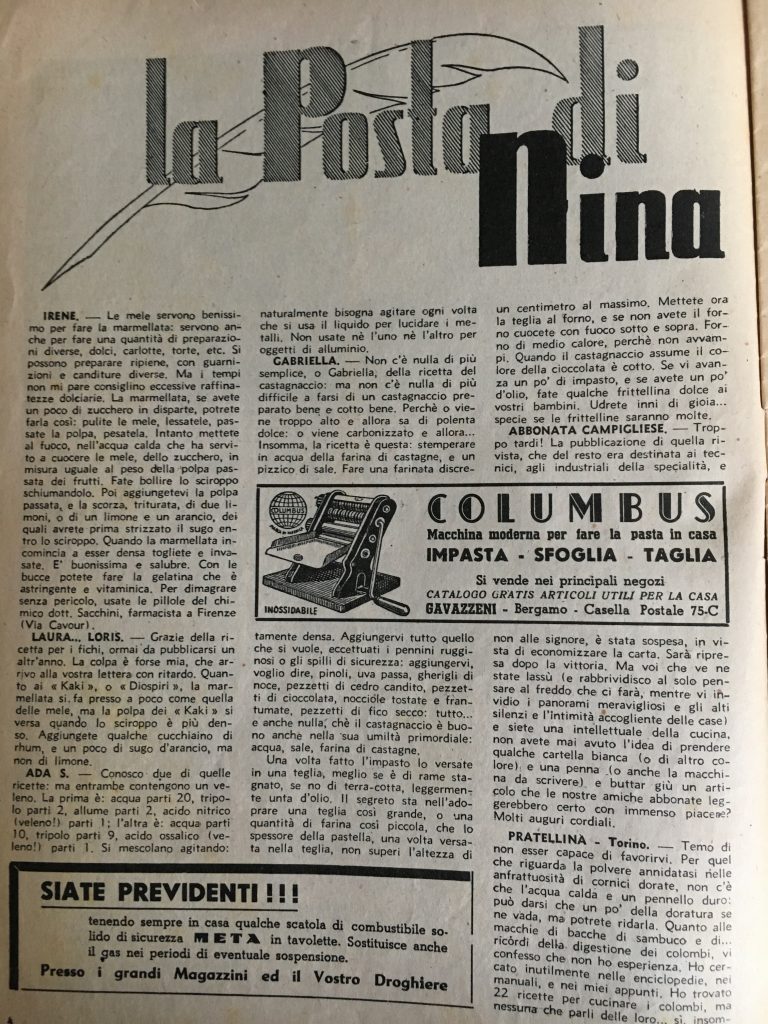 la Posta di
Nina
IRENE. — Le mele servono benissi-
mo per fare la marmellata: servono an-
che per fare una quantità di preparazio-
ni diverse, dolci, carlotte, torte, etc. Si
possono preparare ripiene, con guarni-
zioni e canditure diverse. Ma i tempi
non mi pare consiglino eccessive raffina-
tezze dolciarie. La marmellata, se avete
un poco di zucchero in disparte, potrete
farla così: pulite le mele, lessatele, pas-
sate la polpa, pesatela. Intanto mettete
al fuoco, nell'acqua calda che ha servi-
to a cuocere le mele, dello zucchero, in
misura uguale al peso della polpa pas-
sata dei frutti. Fate bollire lo sciroppo
schiumandolo. Poi aggiungetevi la polpa
passata, e la scorza, triturata, di due li-
moni, o di un limone e un arancio, dei
quali avrete prima strizzato il sugo en-
tro lo sciroppo. Quando la marmellata in-
comincia a esser densa togliete e inva-
sate. E' buonissima e salubre. Con le
bucce potete fare la gelatina che è
astringente e vitaminica. Per dimagrare
senza pericolo, usate le pillole del chi-
mico dott. Sacchini, farmacista a Firenze
(Via Cavour).
LAURA... LORIS. — Grazie della ri-
cetta per i fichi, ormai da pubblicarsi un
altr'anno. La colpa è forse mia, che ar-
rivo alla vostra lettera con ritardo. Quan-
to ai « Kaki », o « Diospiri », la mar-
mellata si fa presso a poco come quella
delle mele, ma la polpa dei « Kaki » si
versa quando lo sciroppo è più den-
so. Aggiungete qualche cucchiaino di
rhum, e un poco di sugo d'arancio, ma
non di limone.
ADA S. — Conosco due di quelle
ricette: ma entrambe contengono un ve-
leno. La prima è: acqua parti 20, tripo-
lo parti 2, allume parti 2, acido nitrico
(veleno!) parti 1; l'altra è: acqua parti
10, tripolo parti 9, acido ossalico (ve-
leno!) parti 1. Si mescolano agitando:
naturalmente bisogna agitare ogni volta
che si usa il liquido per lucidare i me-
talli. Non usate nè l'uno nè l'altro per
oggetti di alluminio.
GABRIELLA. — Non c'è nulla di più
semplice, o Gabriella, della ricetta del
castagnaccio: ma non c'è nulla di più
difficile a farsi di un castagnaccio pre-
parato bene e cotto bene. Perchè o vie-
ne troppo alto e allora sa di polenta
dolce: o viene carbonizzato e allora...
Insomma, la ricetta è questa: stemperare
in acqua della farina di castagne, e un
pizzico di sale. Fare una farinata discre-
tamente densa. Aggiungervi tutto quello
che si vuole, eccettuati i pennini ruggi-
nosi o gli spilli di sicurezza: aggiungervi,
voglio dire, pinoli, uva passa, gherigli di
noce, pezzetti di cedro candito, pezzet-
ti di cioccolata, nocciole tostate e fran-
tumate, pezzetti di fico secco: tutto...
e anche nulla, chè il castagnaccio è buo-
no anche nella sua umiltà primordiale:
acqua, sale, farina di castagne.
Una volta fatto l'impasto lo versate
in una teglia, meglio se è di rame sta-
gnato, se no di terra-cotta, leggermen-
te unta d'olio. Il segreto sta nell'ado-
prare una teglia così grande, o una
quantità di farina così piccola, che lo
spessore della pastella, una volta versa-
ta nella teglia, non superi l'altezza di
un centimetro al massimo. Mettete ora
la teglia al forno, e se non avete il for-
no cuocete con fuoco sotto e sopra. For-
no di medio calore, perchè non avvam-
pi. Quando il castagnaccio assume il co-
lore della cioccolata è cotto. Se vi avan-
za un po' di impasto, e se avete un po'
d'olio, fate qualche frittellina dolce ai
vostri bambini. Udrete inni di gioia...
specie se le frittelline saranno molte.
ABBONATA CAMPIGLIESE. — Trop-
po tardi! La pubblicazione di quella ri-
vista, che del resto era destinata ai tec-
nici, agli industriali della specialità, e
non alle signore, è stata sospesa, in vi-
sta di economizzare la carta. Sarà ri-
presa dopo la vittoria. Ma voi che ve ne
state lassù (e rabbrividisco al solo pen-
sare al freddo che ci farà, mentre vi in-
vidio i panorami meravigliosi e gli alti
silenzi e l'intimità accogliente delle case)
e siete una intellettuale della cucina,
non avete mai avuto l'idea di prendere
qualche cartella bianca (o di altro co-
lore) e una penna (o anche la macchi-
na da scrivere) e buttar giù un arti-
colo che le nostre amiche abbonate leg-
gerebbero certo con immenso piacere?
Molti auguri cordiali.
PRATELLINA - Torino. — Temo di
non esser capace di favorirvi. Per quel
che riguarda la polvere annidatasi nelle
anfrattuosità di cornici dorate, non c'è
che l'acqua calda e un pennello duro:
può darsi che un po' della doratura se
ne vada, ma potrete ridarla. Quanto alle
macchie di bacche di sambuco e di...
ricordi della digestione dei colombi, vi
confesso che non ho esperienza. Ho cer-
cato inutilmente nelle enciclopedie, nei
manuali, e nei miei appunti. Ho trovato
22 ricette per cucinare i colombi, ma
nessuna che parli delle loro... sì, insom-
COLUMBUS
INOSSIDABILE
COLUMBUS
Macchina moderna per fare la pasta in casa
IMPASTA - SFOGLIA - TAGLIA
Si vende nei principali negozi
CATALOGO GRATIS ARTICOLI UTILI PER LA CASA
GAVAZZENI - Bergamo - Casella Postale 75-C
SIATE PREVIDENTI !!!
tenendo sempre in casa qualche scatola di combustibile so-
lido di sicurezza META in tavolette. Sostituisce anche
il gas nei periodi di eventuale sospensione.
Presso i grandi Magazzini ed il Vostro Droghiere